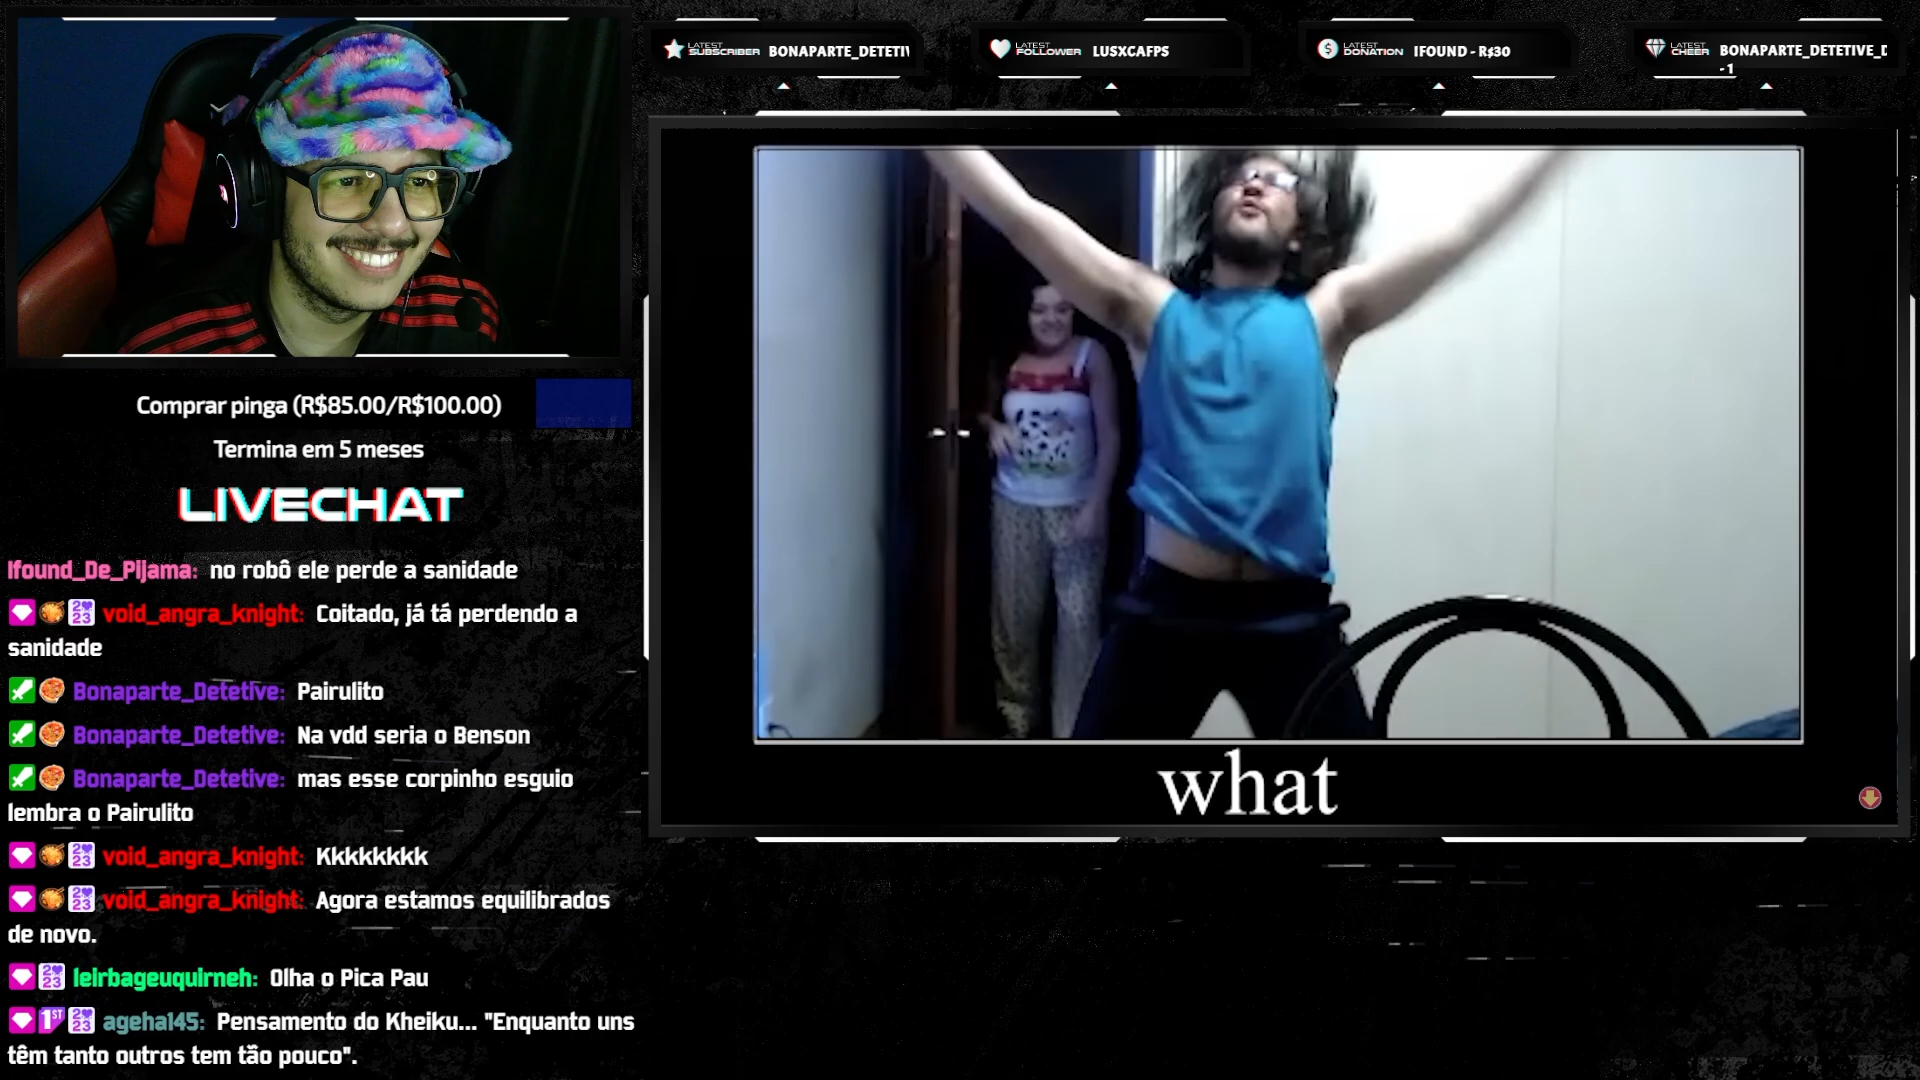 LATEST SUBSCRIBER BONAPARTE_DETETIV
LATEST FOLLOWER LUSXCAFPS
LATEST DONATION IFOUND - R$30
LATEST CHEER BONAPARTE_DETETIVE_D
-1
Comprar pinga (R$85.00/R$100.00)
Termina em 5 meses
LIVECHAT
Ifound_De_Pijama: no robô ele perde a sanidade
void_angra_knight: Coitado, já tá perdendo a
sanidade
Bonaparte_Detetive: Pairulito
Bonaparte_Detetive: Na vdd seria o Benson
Bonaparte_Detetive: mas esse corpinho esguio
lembra o Pairulito
void_angra_knight: Kkkkkkkk
void_angra_knight: Agora estamos equilibrados
de novo.
leirbageuquirneh: Olha o Pica Pau
1ST ageha145: Pensamento do Kheiku... "Enquanto uns
têm tanto outros tem tão pouco".
what